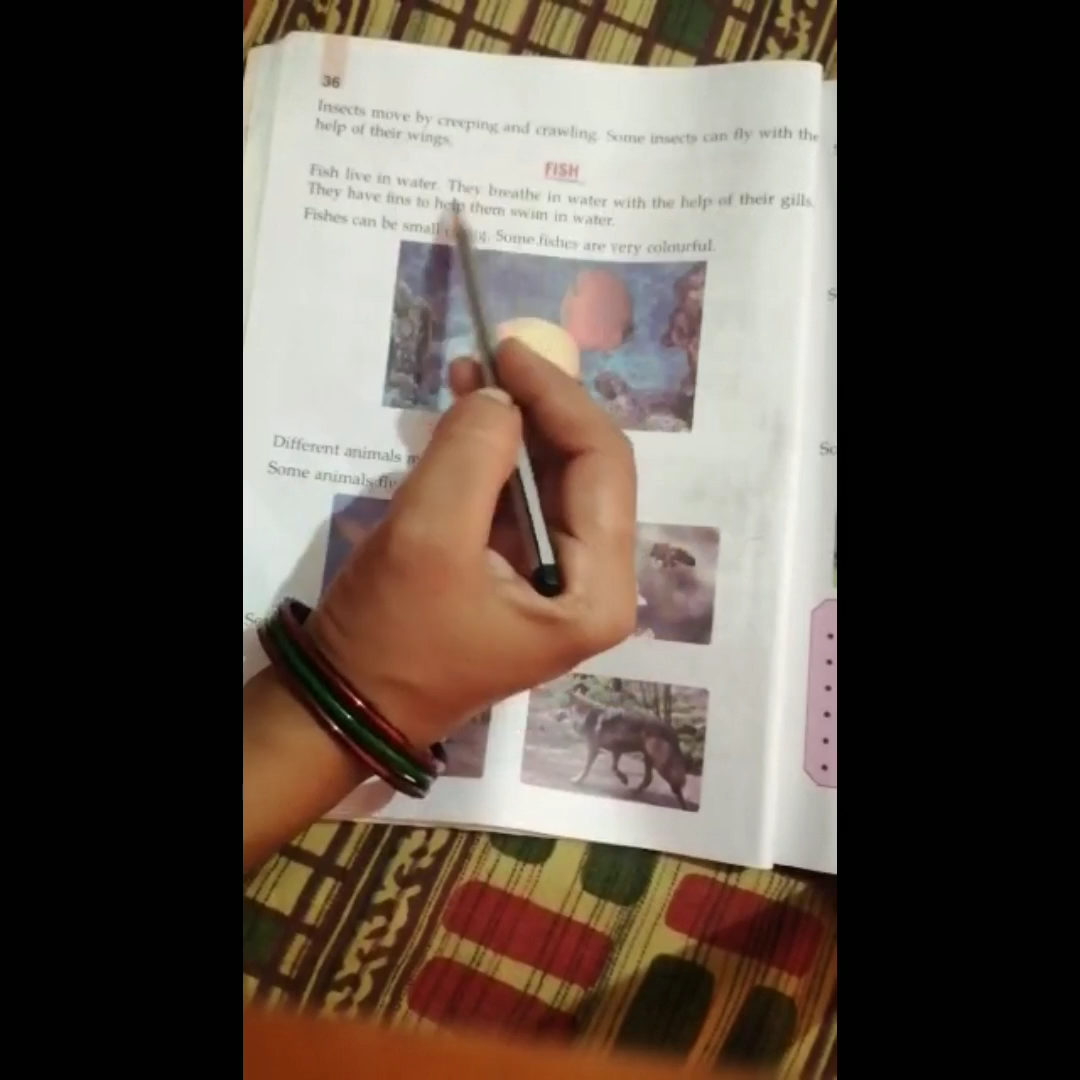 36
Insects move by creeping and crawling. Some insects can fly with the
help of their wings.
FISH
Fish live in water. They breathe in water with the help of their gills.
They have fins to help them swim in water.
Fishes can be small Some fishes are very colourful.
Different animals
Some animals fly